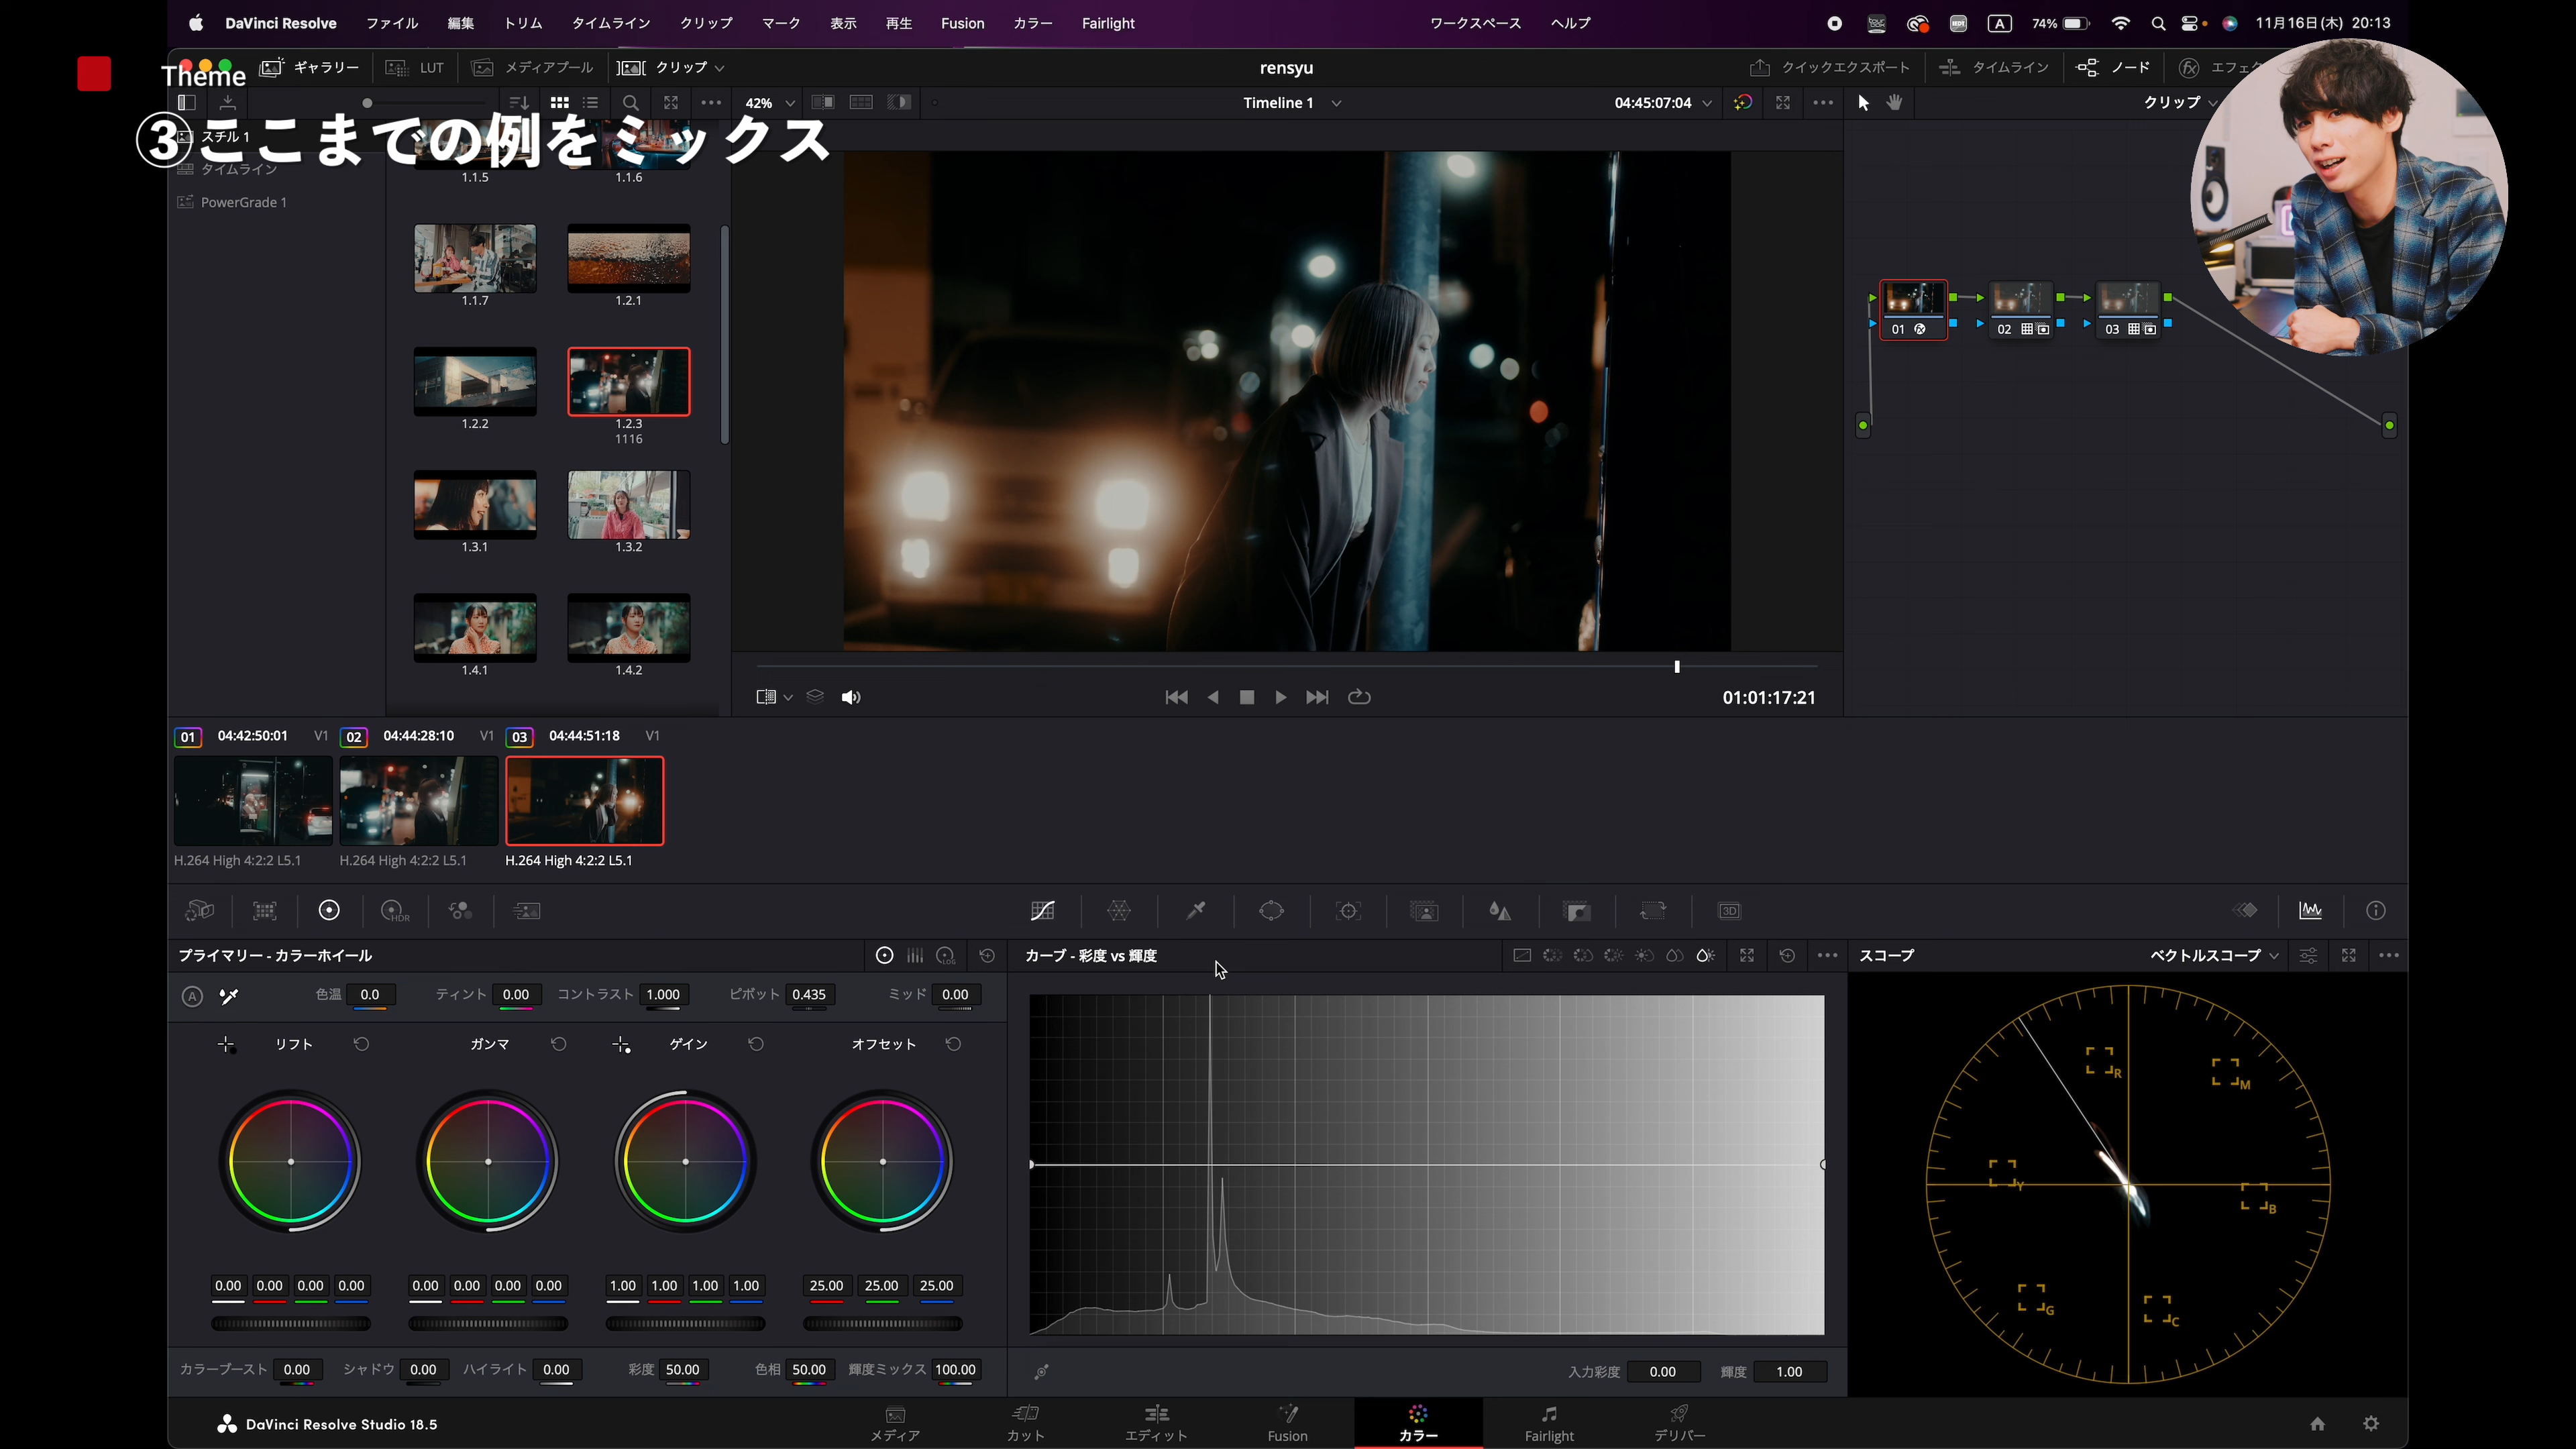 DaVinci Resolve ファイル 編集 トリム タイムライン クリップ マーク 表示 再生 Fusion カラー Fairlight ワークスペース ヘルプ A 74% 11月16日(木) 20:13
Theme
ギャラリー LUT メディアプール クリップ rensyu クイックエクスポート タイムライン ノード エフェク
42% Timeline 1 04:45:07:04 クリップ
③ここまでの例をミックス
スチル 1
タイムライン
PowerGrade 1
1.1.5 1.1.6
1.1.7 1.2.1
1.2.2 1.2.3
1116
1.3.1 1.3.2
1.4.1 1.4.2
01 02 03
01:01:17:21
01 04:42:50:01 V1 02 04:44:28:10 V1 03 04:44:51:18 V1
H.264 High 4:2:2 L5.1 H.264 High 4:2:2 L5.1 H.264 High 4:2:2 L5.1
HDR 3D
プライマリー - カラーホイール LOG カーブ - 彩度 vs 輝度 スコープ ベクトルスコープ
A 色温 0.0 ティント 0.00 コントラスト 1.000 ピボット 0.435 ミッド 0.00
リフト ガンマ ゲイン オフセット
R M
Y B
G C
0.00 0.00 0.00 0.00 0.00 0.00 0.00 0.00 1.00 1.00 1.00 1.00 25.00 25.00 25.00
カラーブースト 0.00 シャドウ 0.00 ハイライト 0.00 彩度 50.00 色相 50.00 輝度ミックス 100.00 入力彩度 0.00 輝度 1.00
DaVinci Resolve Studio 18.5 メディア カット エディット Fusion カラー Fairlight デリバー